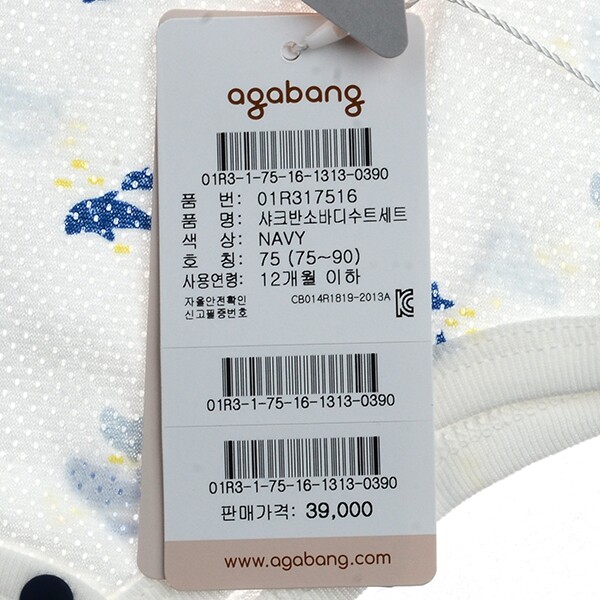 agabang
01R3-1-75-16-1313-0390
품 번: 01R317516
품 명: 샤크반소바디수트세트
색 상: NAVY
호 칭: 75 (75~90)
사용연령: 12개월 이하
자율안전확인
신고필증번호 CB014R1819-2013A
01R3-1-75-16-1313-0390
01R3-1-75-16-1313-0390
판매가격: 39,000
www.agabang.com